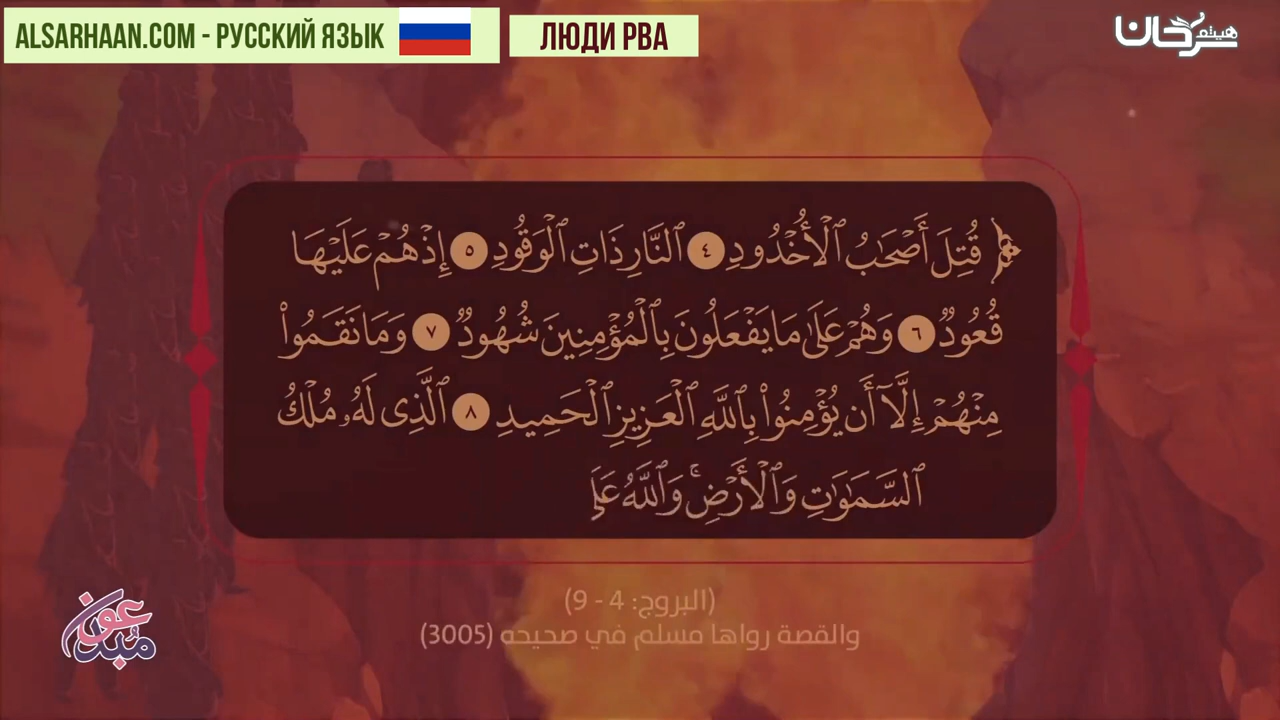 ALSARHAAN.COM - РУССКИЙ ЯЗЫК
ЛЮДИ РВА
هيثم سرحان
﴿ قُتِلَ أَصْحَٰبُ ٱلْأُخْدُودِ ٤ ٱلنَّارِ ذَاتِ ٱلْوَقُودِ ٥ إِذْ هُمْ عَلَيْهَا
قُعُودٌ ٦ وَهُمْ عَلَىٰ مَا يَفْعَلُونَ بِٱلْمُؤْمِنِينَ شُهُودٌ ٧ وَمَا نَقَمُوا۟
مِنْهُمْ إِلَّآ أَن يُؤْمِنُوا۟ بِٱللَّهِ ٱلْعَزِيزِ ٱلْحَمِيدِ ٨ ٱلَّذِى لَهُۥ مُلْكُ
ٱلسَّمَٰوَٰتِ وَٱلْأَرْضِ ۚ وَٱللَّهُ عَلَ
(البروج: 4 - 9)
والقصة رواها مسلم في صحيحه (3005)
مبدعون